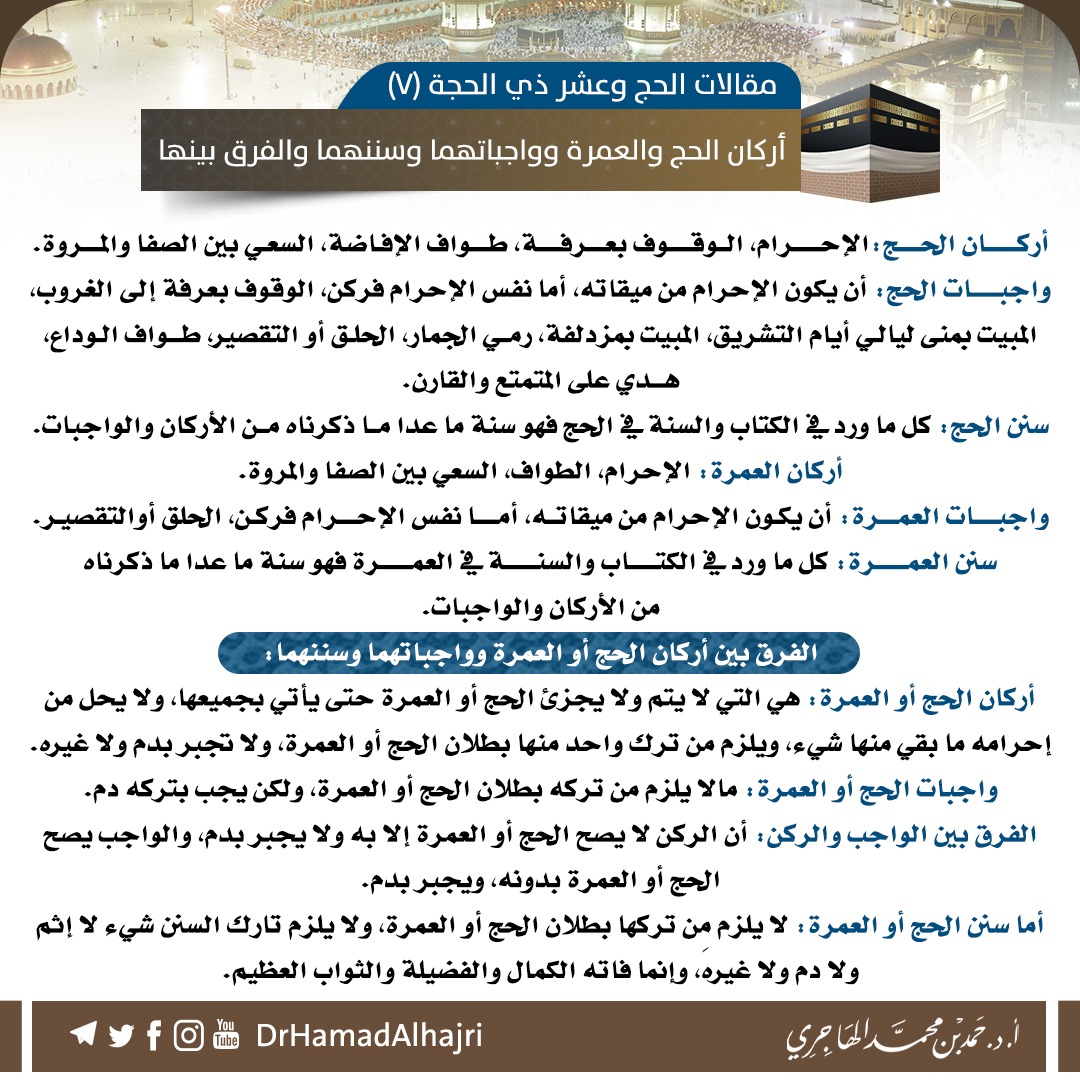 مقالات الحج وعشر ذي الحجة (٧)
أركان الحج والعمرة وواجباتهما وسننهما والفرق بينها
أركان الحج: الإحرام، الوقوف بعرفة، طواف الإفاضة، السعي بين الصفا والمروة.
واجبات الحج: أن يكون الإحرام من ميقاته، أما نفس الإحرام فركن، الوقوف بعرفة إلى الغروب،
المبيت بمنى ليالي أيام التشريق، المبيت بمزدلفة، رمي الجمار، الحلق أو التقصير، طواف الوداع،
هدي على المتمتع والقارن.
سنن الحج: كل ما ورد في الكتاب والسنة في الحج فهو سنة ما عدا ما ذكرناه من الأركان والواجبات.
أركان العمرة: الإحرام، الطواف، السعي بين الصفا والمروة.
واجبات العمرة: أن يكون الإحرام من ميقاته، أما نفس الإحرام فركن، الحلق أوالتقصير.
سنن العمرة: كل ما ورد في الكتاب والسنة في العمرة فهو سنة ما عدا ما ذكرناه
من الأركان والواجبات.
الفرق بين أركان الحج أو العمرة وواجباتهما وسننهما:
أركان الحج أو العمرة: هي التي لا يتم ولا يجزئ الحج أو العمرة حتى يأتي بجميعها، ولا يحل من
إحرامه ما بقي منها شيء، ويلزم من ترك واحد منها بطلان الحج أو العمرة، ولا تجبر بدم ولا غيره.
واجبات الحج أو العمرة: مالا يلزم من تركه بطلان الحج أو العمرة، ولكن يجب بتركه دم.
الفرق بين الواجب والركن: أن الركن لا يصح الحج أو العمرة إلا به ولا يجبر بدم، والواجب يصح
الحج أو العمرة بدونه، ويجبر بدم.
أما سنن الحج أو العمرة: لا يلزم من تركها بطلان الحج أو العمرة، ولا يلزم تارك السنن شيء لا إثم
ولا دم ولا غيره، وإنما فاته الكمال والفضيلة والثواب العظيم.
أ. د. حَمَد بْن محمَّد الهَاجِرِي
You Tube DrHamadAlhajri